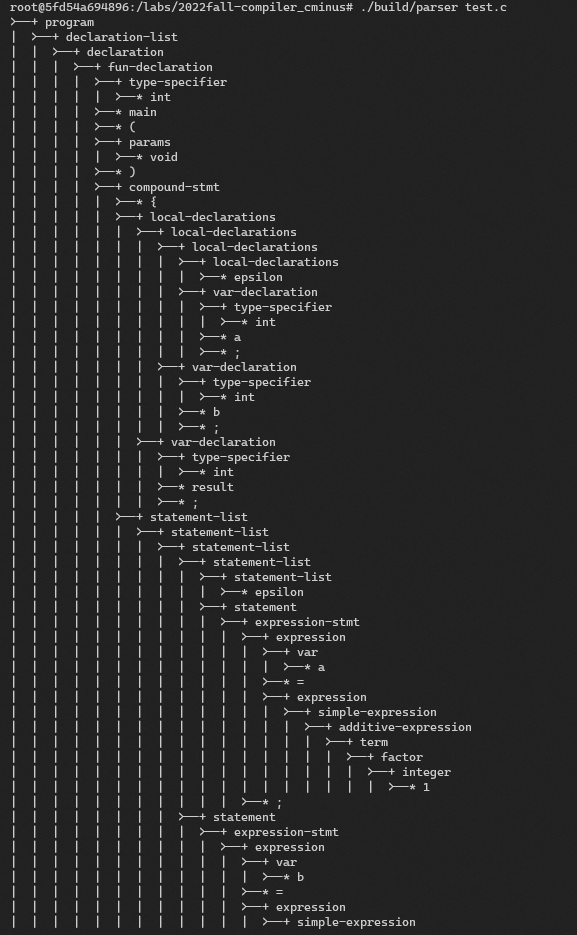 root@5fd54a694896:/labs/2022fall-compiler_cminus# ./build/parser test.c
>--+ program
|  >--+ declaration-list
|  |  >--+ declaration
|  |  |  >--+ fun-declaration
|  |  |  |  >--+ type-specifier
|  |  |  |  |  >--* int
|  |  |  |  >--* main
|  |  |  |  >--* (
|  |  |  |  >--+ params
|  |  |  |  |  >--* void
|  |  |  |  >--* )
|  |  |  |  >--+ compound-stmt
|  |  |  |  |  >--* {
|  |  |  |  |  >--+ local-declarations
|  |  |  |  |  |  >--+ local-declarations
|  |  |  |  |  |  |  >--+ local-declarations
|  |  |  |  |  |  |  |  >--+ local-declarations
|  |  |  |  |  |  |  |  |  >--* epsilon
|  |  |  |  |  |  |  |  >--+ var-declaration
|  |  |  |  |  |  |  |  |  >--+ type-specifier
|  |  |  |  |  |  |  |  |  |  >--* int
|  |  |  |  |  |  |  |  |  >--* a
|  |  |  |  |  |  |  |  |  >--* ;
|  |  |  |  |  |  |  >--+ var-declaration
|  |  |  |  |  |  |  |  >--+ type-specifier
|  |  |  |  |  |  |  |  |  >--* int
|  |  |  |  |  |  |  |  >--* b
|  |  |  |  |  |  |  |  >--* ;
|  |  |  |  |  |  >--+ var-declaration
|  |  |  |  |  |  |  >--+ type-specifier
|  |  |  |  |  |  |  |  >--* int
|  |  |  |  |  |  |  >--* result
|  |  |  |  |  |  |  >--* ;
|  |  |  |  |  >--+ statement-list
|  |  |  |  |  |  >--+ statement-list
|  |  |  |  |  |  |  >--+ statement-list
|  |  |  |  |  |  |  |  >--+ statement-list
|  |  |  |  |  |  |  |  |  >--+ statement-list
|  |  |  |  |  |  |  |  |  |  >--* epsilon
|  |  |  |  |  |  |  |  |  >--+ statement
|  |  |  |  |  |  |  |  |  |  >--+ expression-stmt
|  |  |  |  |  |  |  |  |  |  |  >--+ expression
|  |  |  |  |  |  |  |  |  |  |  |  >--+ var
|  |  |  |  |  |  |  |  |  |  |  |  |  >--* a
|  |  |  |  |  |  |  |  |  |  |  |  >--* =
|  |  |  |  |  |  |  |  |  |  |  |  >--+ expression
|  |  |  |  |  |  |  |  |  |  |  |  |  >--+ simple-expression
|  |  |  |  |  |  |  |  |  |  |  |  |  |  >--+ additive-expression
|  |  |  |  |  |  |  |  |  |  |  |  |  |  |  >--+ term
|  |  |  |  |  |  |  |  |  |  |  |  |  |  |  |  >--+ factor
|  |  |  |  |  |  |  |  |  |  |  |  |  |  |  |  |  >--+ integer
|  |  |  |  |  |  |  |  |  |  |  |  |  |  |  |  |  |  >--* 1
|  |  |  |  |  |  |  |  |  |  |  >--* ;
|  |  |  |  |  |  |  |  >--+ statement
|  |  |  |  |  |  |  |  |  >--+ expression-stmt
|  |  |  |  |  |  |  |  |  |  >--+ expression
|  |  |  |  |  |  |  |  |  |  |  >--+ var
|  |  |  |  |  |  |  |  |  |  |  |  >--* b
|  |  |  |  |  |  |  |  |  |  |  >--* =
|  |  |  |  |  |  |  |  |  |  |  >--+ expression
|  |  |  |  |  |  |  |  |  |  |  |  >--+ simple-expression